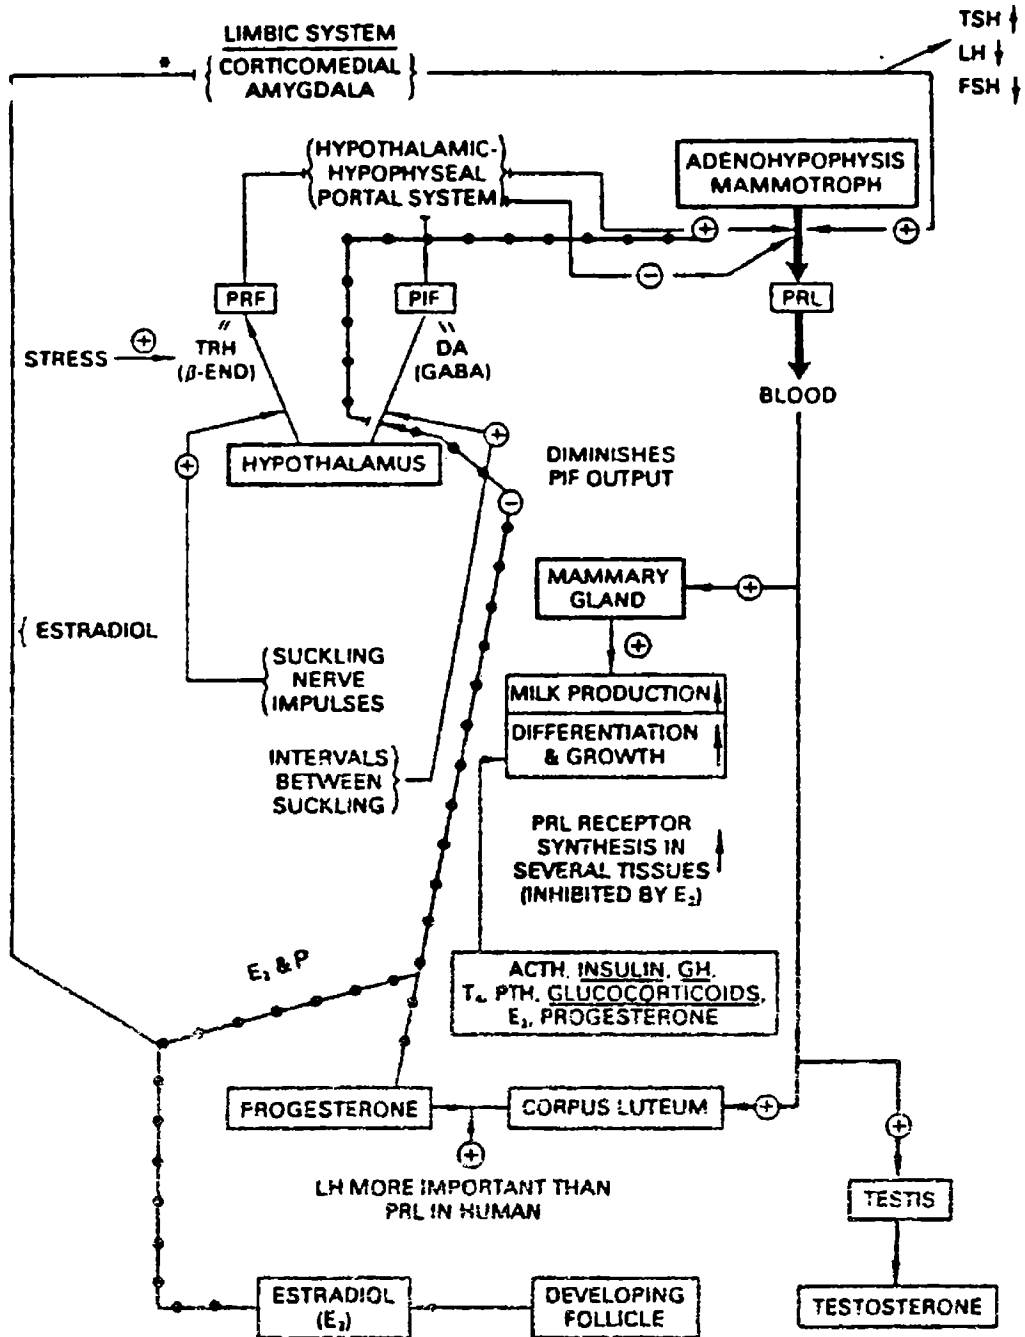 LIMBIC SYSTEM
* { CORTICOMEDIAL
AMYGDALA }
TSH ↑
LH ↓
FSH ↓
{HYPOTHALAMIC-
HYPOPHYSEAL
PORTAL SYSTEM}
ADENOHYPOPHYSIS
MAMMOTROPH
+
+
−
PRF
PIF
PRL
"
TRH
(β-END)
"
DA
(GABA)
STRESS
+
BLOOD
HYPOTHALAMUS
+
+
DIMINISHES
PIF OUTPUT
−
MAMMARY
GLAND
+
+
{ ESTRADIOL
{SUCKLING
NERVE
IMPULSES
MILK PRODUCTION ↑
DIFFERENTIATION
& GROWTH ↑
INTERVALS
BETWEEN
SUCKLING}
PRL RECEPTOR
SYNTHESIS IN
SEVERAL TISSUES ↑
(INHIBITED BY E₂)
E₂ & P
ACTH, INSULIN, GH,
T₄, PTH, GLUCOCORTICOIDS,
E₂, PROGESTERONE
PROGESTERONE
CORPUS LUTEUM
+
+
+
LH MORE IMPORTANT THAN
PRL IN HUMAN
TESTIS
ESTRADIOL
(E₂)
DEVELOPING
FOLLICLE
TESTOSTERONE